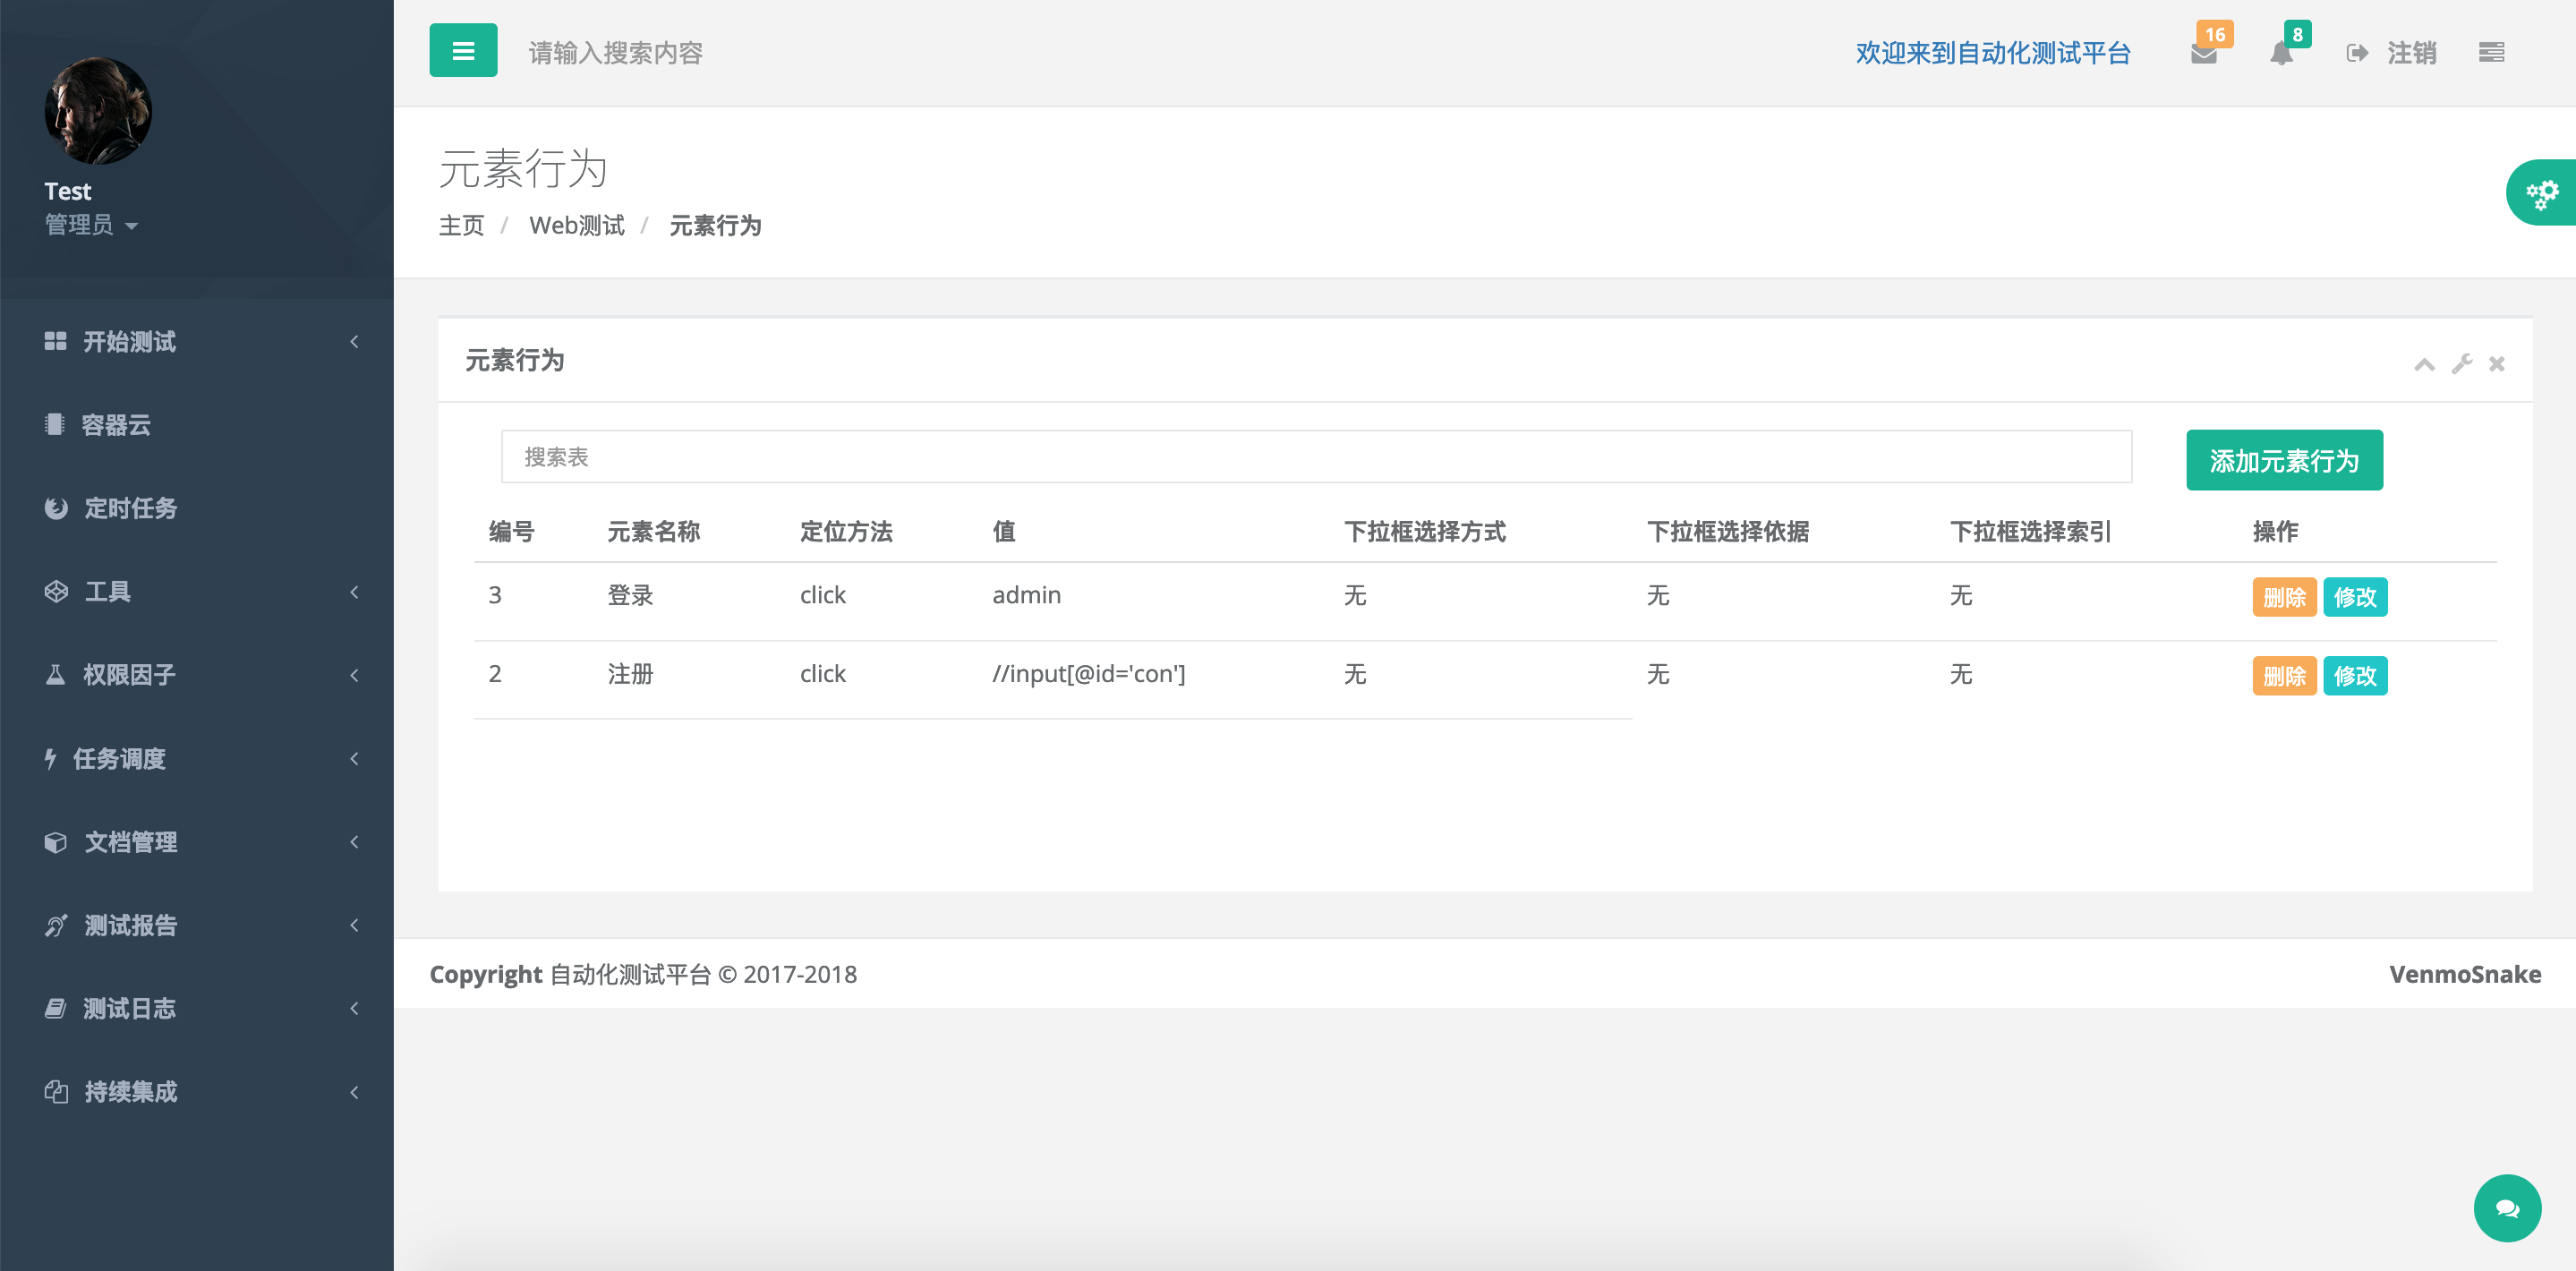 Test
管理员
开始测试
容器云
定时任务
工具
权限因子
任务调度
文档管理
测试报告
测试日志
持续集成
请输入搜索内容
欢迎来到自动化测试平台 16 8 注销
元素行为
主页 / Web测试 / 元素行为
元素行为
搜索表 添加元素行为
编号 元素名称 定位方法 值 下拉框选择方式 下拉框选择依据 下拉框选择索引 操作
3 登录 click admin 无 无 无 删除 修改
2 注册 click //input[@id='con'] 无 无 无 删除 修改
Copyright 自动化测试平台 © 2017-2018 VenmoSnake